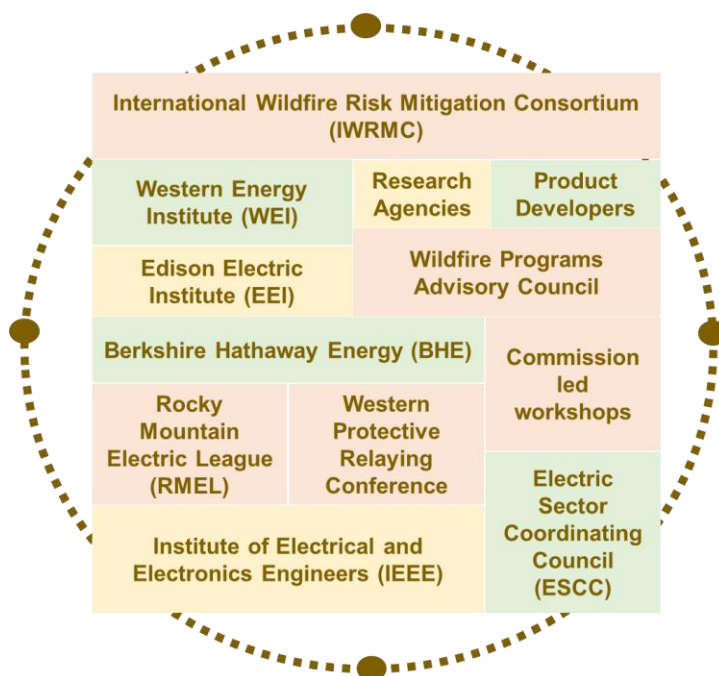 International Wildfire Risk Mitigation Consortium
(IWRMC)
Western Energy
Institute (WEI)
Research
Agencies
Product
Developers
Edison Electric
Institute (EEI)
Wildfire Programs
Advisory Council
Berkshire Hathaway Energy (BHE)
Commission
led
workshops
Rocky
Mountain
Electric League
(RMEL)
Western
Protective
Relaying
Conference
Electric
Sector
Coordinating
Council
(ESCC)
Institute of Electrical and
Electronics Engineers (IEEE)